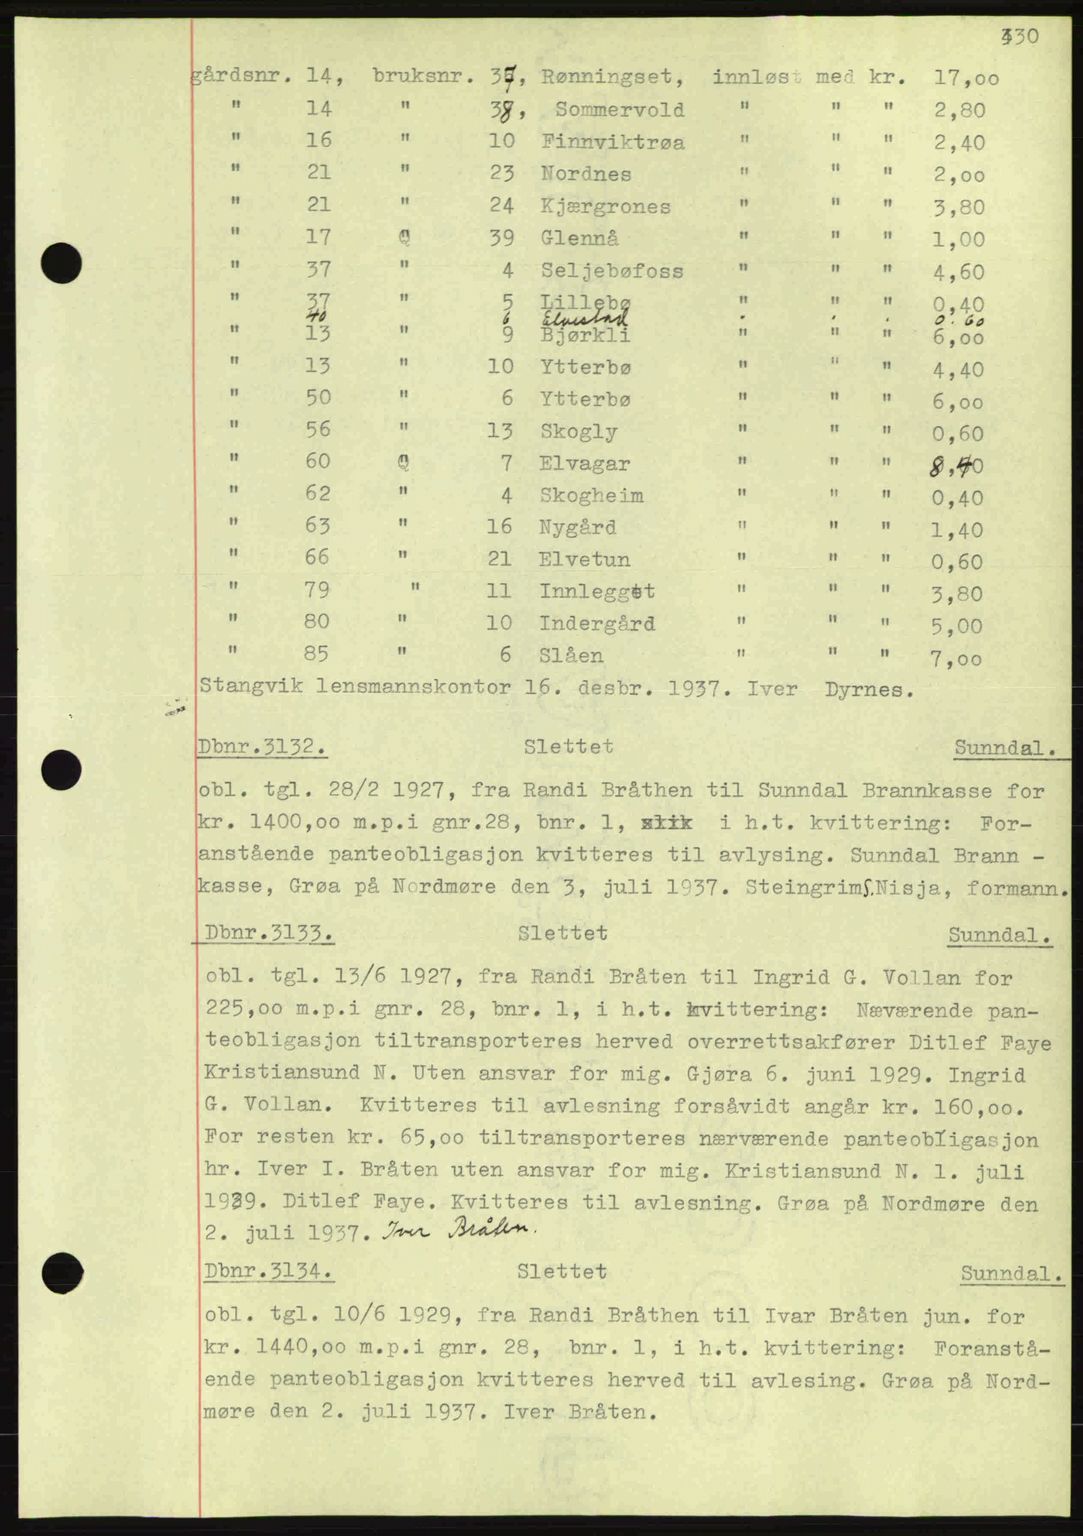 330
gårdsnr. 14, bruksnr. 37, Rønningset, innløst med kr. 17,oo
" 14 " 38, Sommervold " " " 2,80
" 16 " 10 Finnviktrøa " " " 2,40
" 21 " 23 Nordnes " " " 2,oo
" 21 " 24 Kjærgrones " " " 3,80
" 17 " 39 Glennå " " " 1,00
" 37 " 4 Seljebøfoss " " " 4,60
" 37 " 5 Lillebø " " " 0,40
40 6 Elvestad " " " 0.60
" 13 " 9 Bjørkli " " " 6,oo
" 13 " 10 Ytterbø " " " 4,40
" 50 " 6 Ytterbø " " " 6,oo
" 56 " 13 Skogly " " " 0,60
" 60 " 7 Elvagar " " " 8,40
" 62 " 4 Skogheim " " " 0,40
" 63 " 16 Nygård " " " 1,40
" 66 " 21 Elvetun " " " 0,60
" 79 " 11 Innlegget " " " 3,80
" 80 " 10 Indergård " " " 5,00
" 85 " 6 Slåen " " " 7,oo
Stangvik lensmannskontor 16. desbr. 1937. Iver Dyrnes.
Dbnr.3132. Slettet Sunndal.
obl. tgl. 28/2 1927, fra Randi Bråthen til Sunndal Brannkasse for
kr. 1400,oo m.p.i gnr.28, bnr. 1, i h.t. kvittering: For-
anstående panteobligasjon kvitteres til avlysing. Sunndal Brann -
kasse, Grøa på Nordmøre den 3, juli 1937. Steingrim S.Nisja, formann.
Dbnr.3133. Slettet Sunndal.
obl. tgl. 13/6 1927, fra Randi Bråten til Ingrid G. Vollan for
225,oo m.p.i gnr. 28, bnr. 1, i h.t. kvittering: Næværende pan-
teobligasjon tiltransporteres herved overrettsakfører Ditlef Faye
Kristiansund N. Uten ansvar for mig. Gjøra 6. juni 1929. Ingrid
G. Vollan. Kvitteres til avlesning forsåvidt angår kr. 160,oo.
For resten kr. 65,oo tiltransporteres nærværende panteobligasjon
hr. Iver I. Bråten uten ansvar for mig. Kristiansund N. 1. juli
1929. Ditlef Faye. Kvitteres til avlesning. Grøa på Nordmøre den
2. juli 1937. Iver Bråten.
Dbnr.3134. Slettet Sunndal.
obl. tgl. 10/6 1929, fra Randi Bråthen til Ivar Bråten jun. for
kr. 1440,oo m.p.i gnr. 28, bnr. 1, i h.t. kvittering: Foranstå-
ende panteobligasjon kvitteres herved til avlesing. Grøa på Nord-
møre den 2. juli 1937. Iver Bråten.